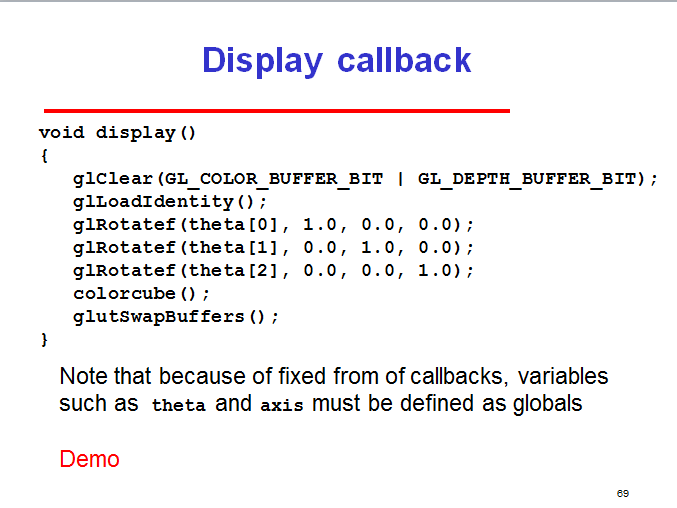 Display callback
void display()
{
glClear(GL_COLOR_BUFFER_BIT | GL_DEPTH_BUFFER_BIT);
glLoadIdentity();
glRotatef(theta[0], 1.0, 0.0, 0.0);
glRotatef(theta[1], 0.0, 1.0, 0.0);
glRotatef(theta[2], 0.0, 0.0, 1.0);
colorcube();
glutSwapBuffers();
}
Note that because of fixed from of callbacks, variables
such as theta and axis must be defined as globals
Demo
69